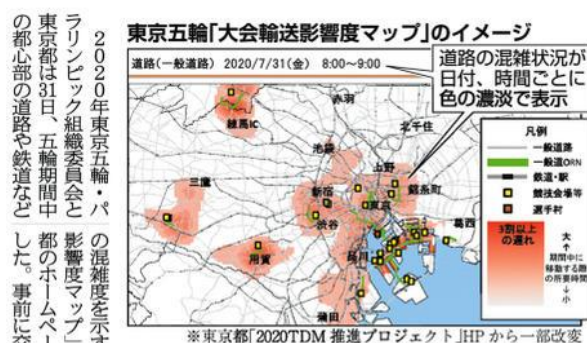 東京五輪「大会輸送影響度マップ」のイメージ
道路(一般道路) 2020/7/31(金) 8:00~9:00
道路の混雑状況が
日付、時間ごとに
色の濃淡で表示
赤羽
練馬IC
北千住
池袋
上野
三鷹
新宿
錦糸町
東京
渋谷
葛西
用賀
品川
蒲田
凡例
一般道路
一般道ORN
鉄道・駅
競技会場等
選手村
3割以上
の遅れ
大
↑
期間中に
移動する際
の所要時間
↓
小
※東京都「2020TDM推進プロジェクト」HPから一部改変
2020年東京五輪・パ
ラリンピック組織委員会と
東京都は31日、五輪期間中
の都心部の道路や鉄道など
の混雑度を示す
影響度マップ」
都のホームペー
した。事前に交